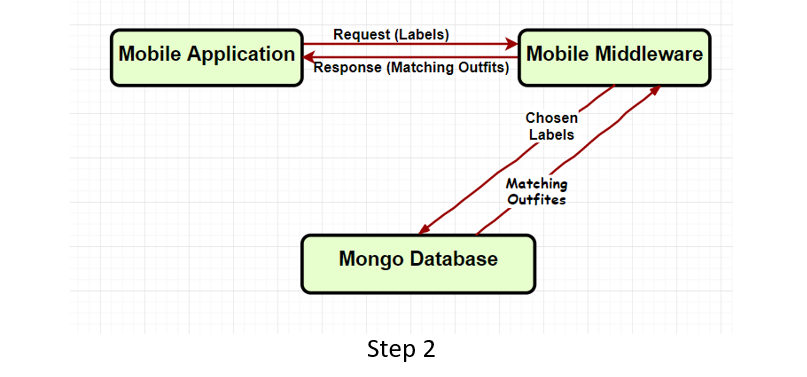 Request (Labels)
Mobile Application
Mobile Middleware
Response (Matching Outfits)
Chosen
Labels
Matching
Outfites
Mongo Database
Step 2